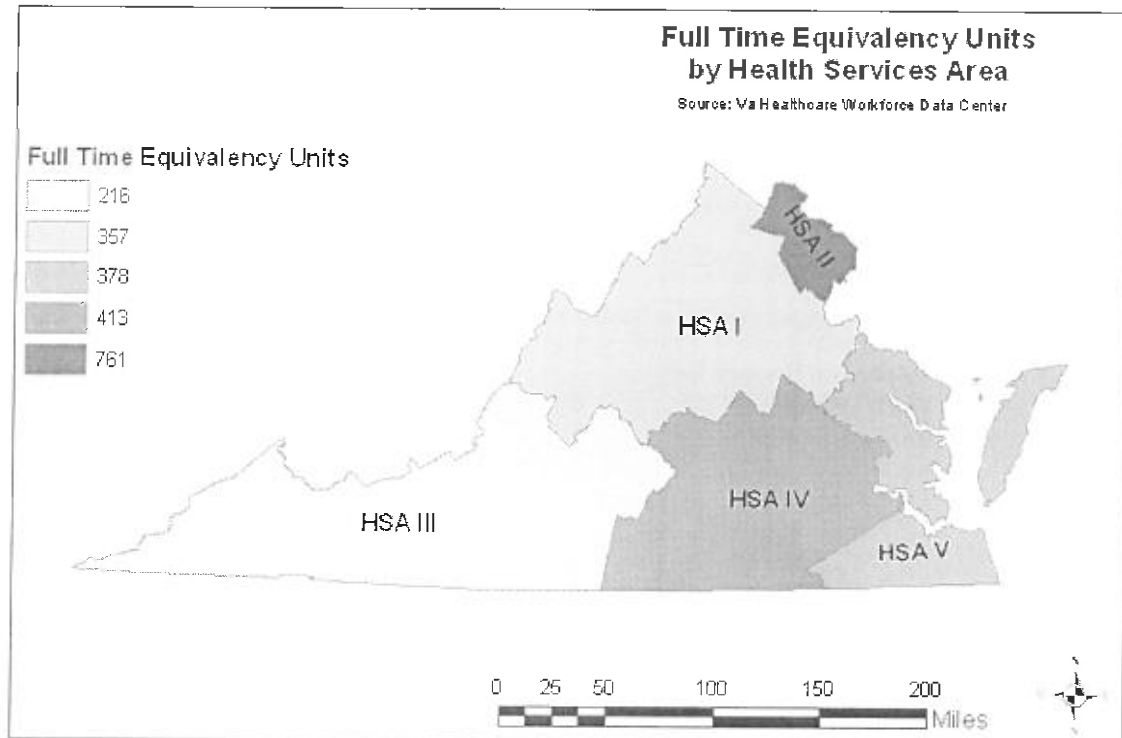 Full Time Equivalency Units
by Health Services Area
Source: Va Healthcare Workforce Data Center
Full Time Equivalency Units
216
357
378
413
761
HSA II
HSA I
HSA IV
HSA III
HSA V
0 25 50 100 150 200
Miles